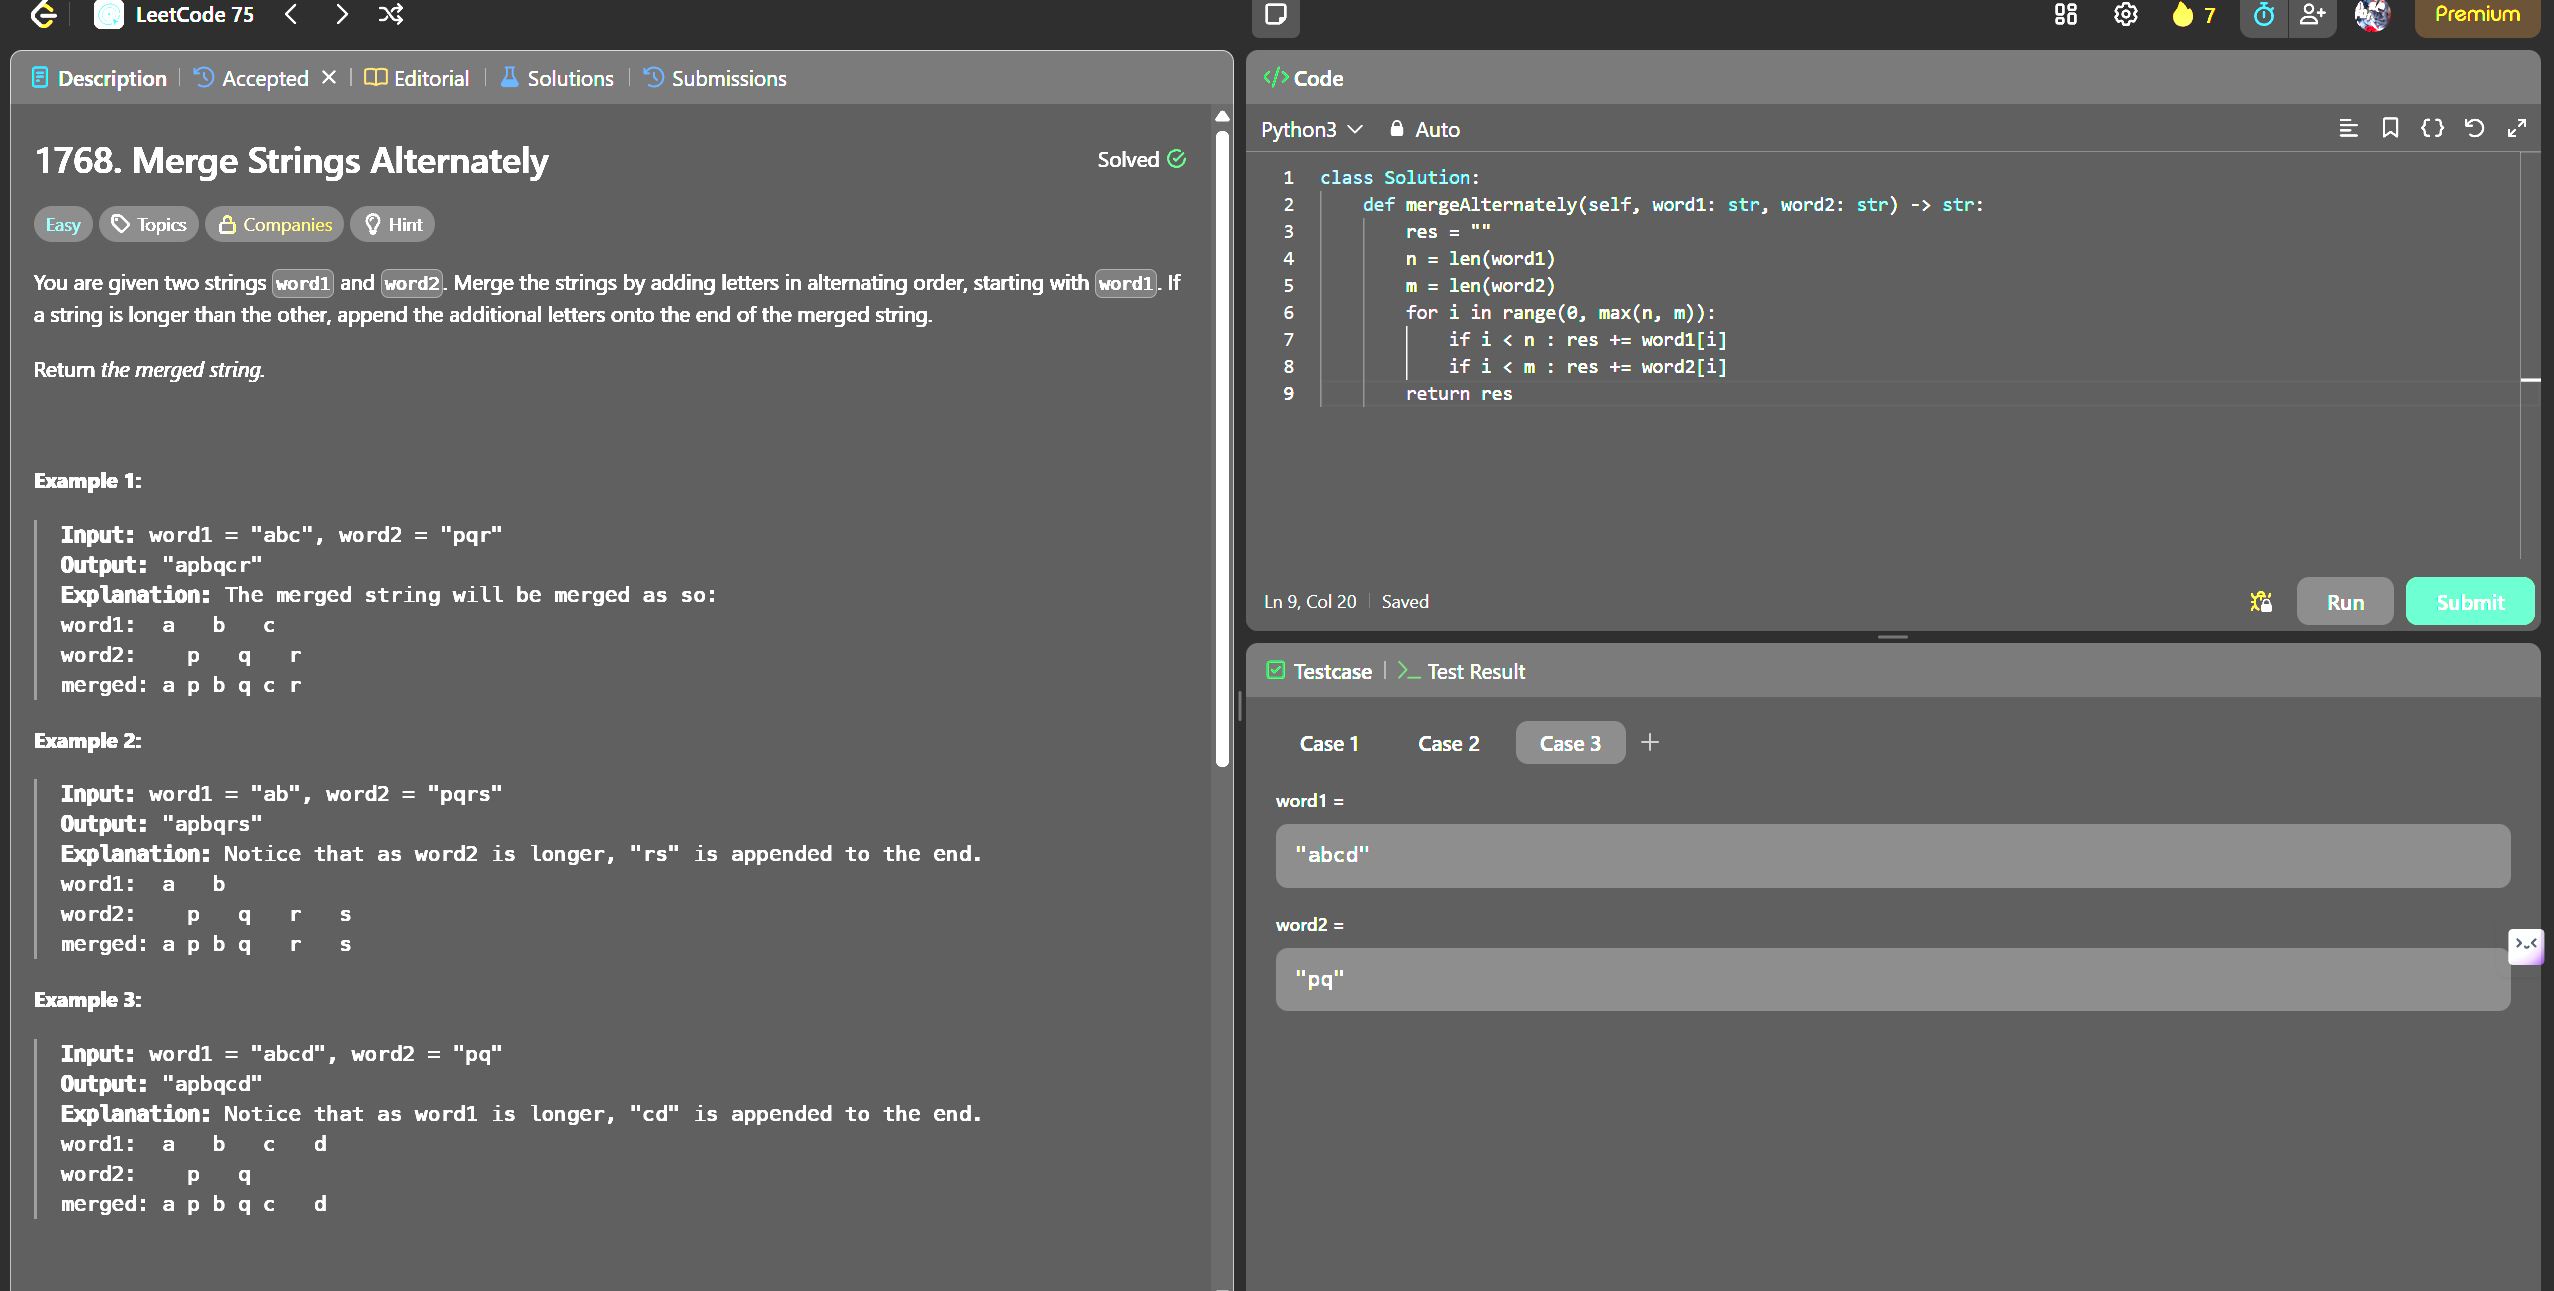 LeetCode 75
7
Premium
Description
Accepted
Editorial
Solutions
Submissions
1768. Merge Strings Alternately
Solved
Easy
Topics
Companies
Hint
You are given two strings word1 and word2. Merge the strings by adding letters in alternating order, starting with word1. If
a string is longer than the other, append the additional letters onto the end of the merged string.
Return the merged string.
Example 1:
Input: word1 = "abc", word2 = "pqr"
Output: "apbqcr"
Explanation: The merged string will be merged as so:
word1:  a   b   c
word2:    p   q   r
merged: a p b q c r
Example 2:
Input: word1 = "ab", word2 = "pqrs"
Output: "apbqrs"
Explanation: Notice that as word2 is longer, "rs" is appended to the end.
word1:  a   b
word2:    p   q   r   s
merged: a p b q   r   s
Example 3:
Input: word1 = "abcd", word2 = "pq"
Output: "apbqcd"
Explanation: Notice that as word1 is longer, "cd" is appended to the end.
word1:  a   b   c   d
word2:    p   q
merged: a p b q c   d
</> Code
Python3
Auto
1 class Solution:
2     def mergeAlternately(self, word1: str, word2: str) -> str:
3         res = ""
4         n = len(word1)
5         m = len(word2)
6         for i in range(0, max(n, m)):
7             if i < n : res += word1[i]
8             if i < m : res += word2[i]
9         return res
Ln 9, Col 20
Saved
Run
Submit
Testcase
Test Result
Case 1
Case 2
Case 3
word1 =
"abcd"
word2 =
"pq"